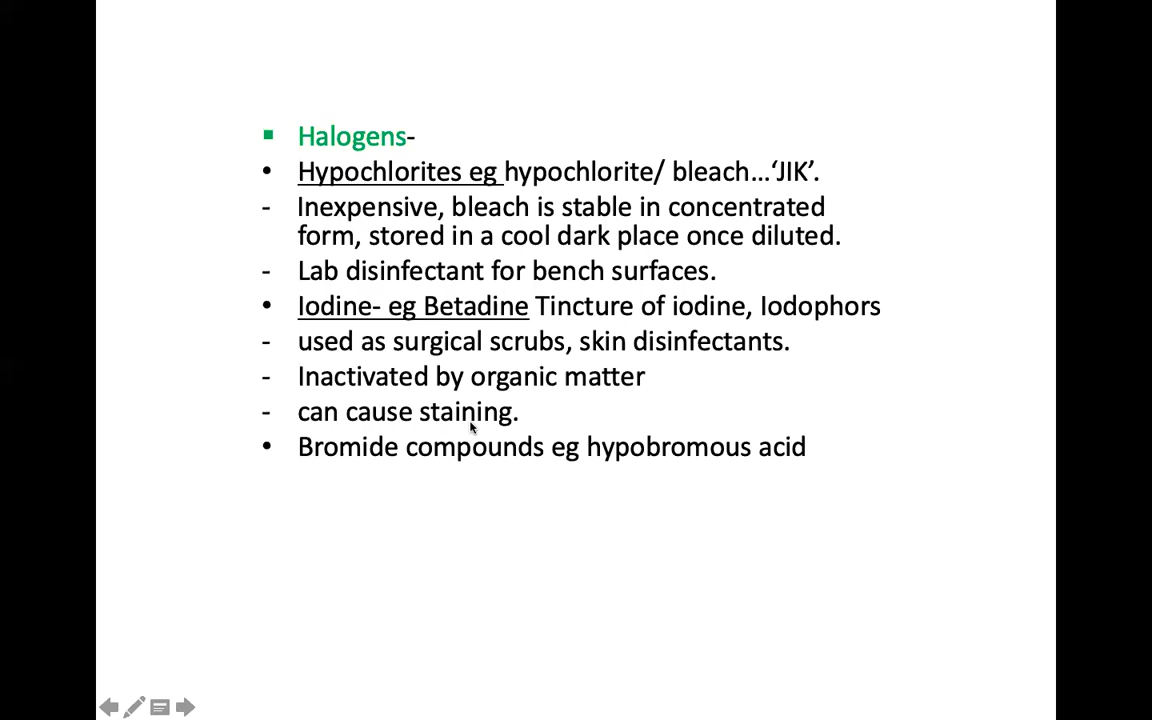 ▪ Halogens-
• Hypochlorites eg hypochlorite/ bleach...‘JIK’.
- Inexpensive, bleach is stable in concentrated
form, stored in a cool dark place once diluted.
- Lab disinfectant for bench surfaces.
• Iodine- eg Betadine Tincture of iodine, Iodophors
- used as surgical scrubs, skin disinfectants.
- Inactivated by organic matter
- can cause staining.
• Bromide compounds eg hypobromous acid